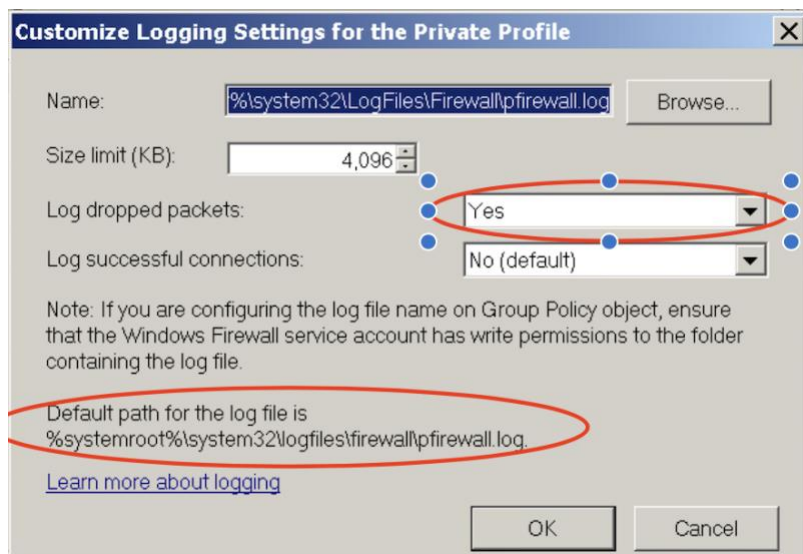 Customize Logging Settings for the Private Profile
Name:
%\system32\LogFiles\Firewall\pfirewall.log
Browse...
Size limit (KB):
4,096
Log dropped packets:
Yes
Log successful connections:
No (default)
Note: If you are configuring the log file name on Group Policy object, ensure
that the Windows Firewall service account has write permissions to the folder
containing the log file.
Default path for the log file is
%systemroot%\system32\logfiles\firewall\pfirewall.log.
Learn more about logging
OK
Cancel